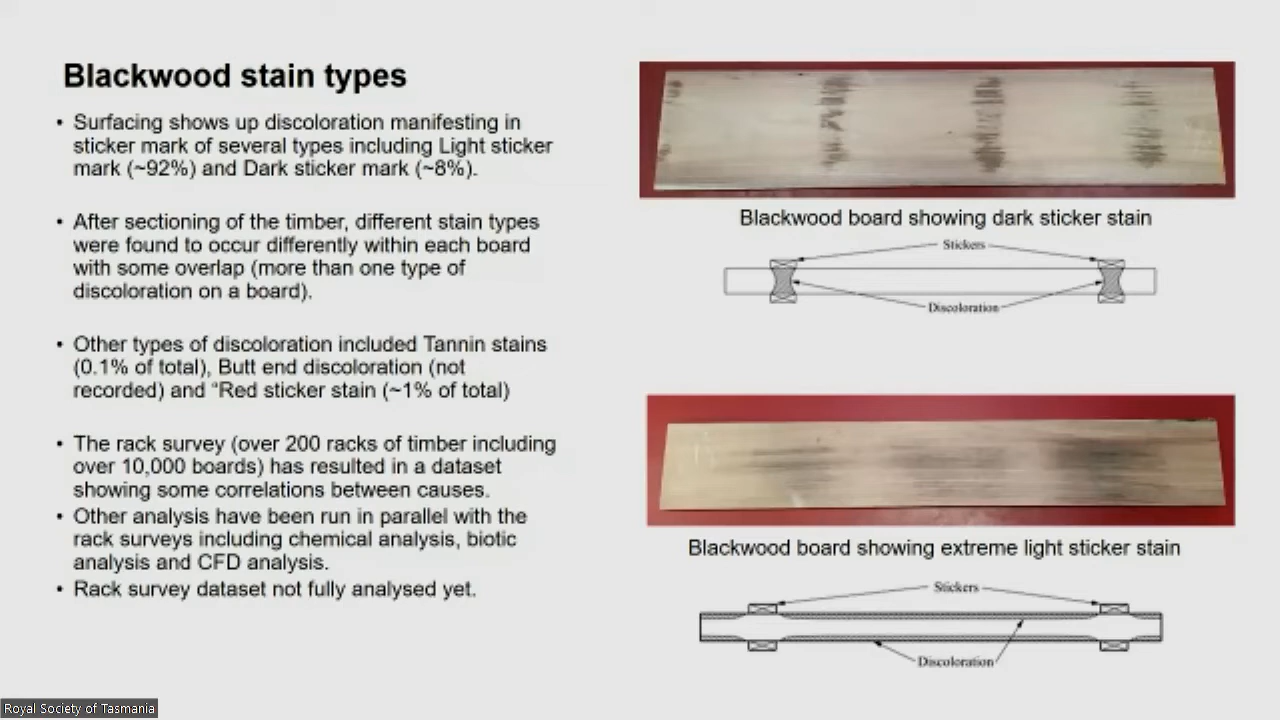 Blackwood stain types
• Surfacing shows up discoloration manifesting in
sticker mark of several types including Light sticker
mark (~92%) and Dark sticker mark (~8%).
• After sectioning of the timber, different stain types
were found to occur differently within each board
with some overlap (more than one type of
discoloration on a board).
• Other types of discoloration included Tannin stains
(0.1% of total), Butt end discoloration (not
recorded) and “Red sticker stain (~1% of total)
• The rack survey (over 200 racks of timber including
over 10,000 boards) has resulted in a dataset
showing some correlations between causes.
• Other analysis have been run in parallel with the
rack surveys including chemical analysis, biotic
analysis and CFD analysis.
• Rack survey dataset not fully analysed yet.
Blackwood board showing dark sticker stain
Stickers
Discoloration
Blackwood board showing extreme light sticker stain
Stickers
Discoloration
Royal Society of Tasmania